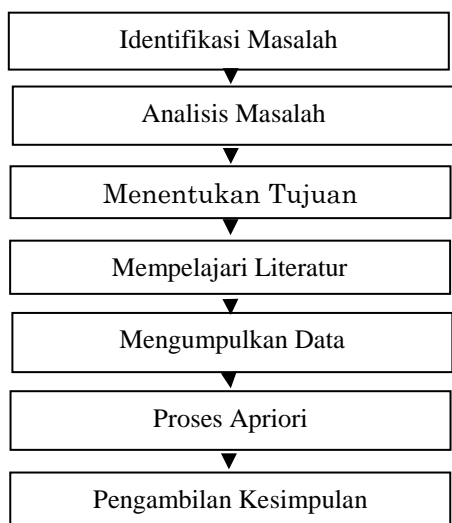 Identifikasi Masalah
Analisis Masalah
Menentukan Tujuan
Mempelajari Literatur
Mengumpulkan Data
Proses Apriori
Pengambilan Kesimpulan